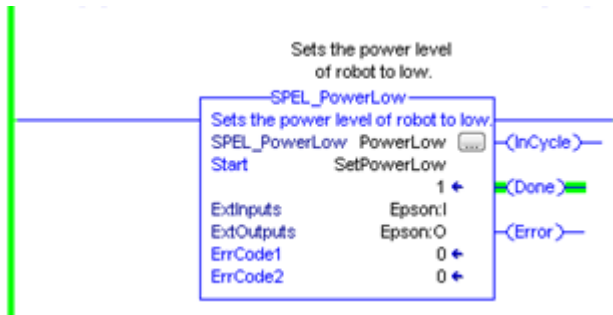 Sets the power level
of robot to low.
SPEL_PowerLow
Sets the power level of robot to low.
SPEL_PowerLow PowerLow ... (InCycle)
Start SetPowerLow
1 (Done)
ExtInputs Epson:I
ExtOutputs Epson:O (Error)
ErrCode1 0
ErrCode2 0